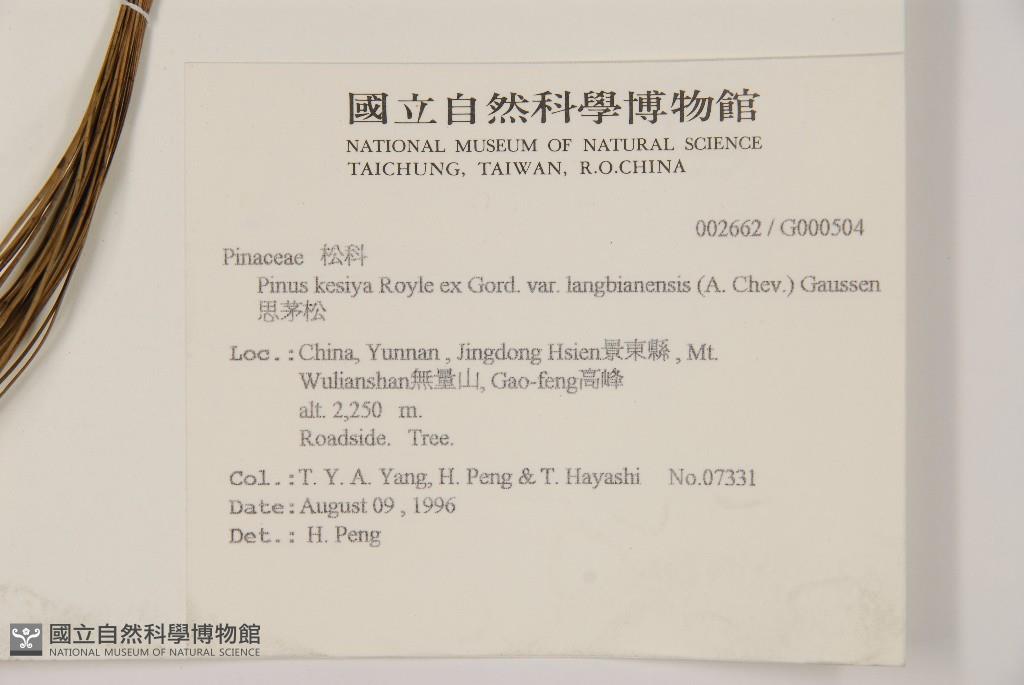 國立自然科學博物館
NATIONAL MUSEUM OF NATURAL SCIENCE
TAICHUNG, TAIWAN, R.O.CHINA
002662 / G000504
Pinaceae 松科
Pinus kesiya Royle ex Gord. var. langbianensis (A. Chev.) Gaussen
思茅松
Loc.: China, Yunnan , Jingdong Hsien景東縣 , Mt.
Wulianshan無量山, Gao-feng高峰
alt. 2,250 m.
Roadside. Tree.
Col.: T. Y. A. Yang, H. Peng & T. Hayashi No.07331
Date: August 09 , 1996
Det.: H. Peng
國立自然科學博物館
NATIONAL MUSEUM OF NATURAL SCIENCE